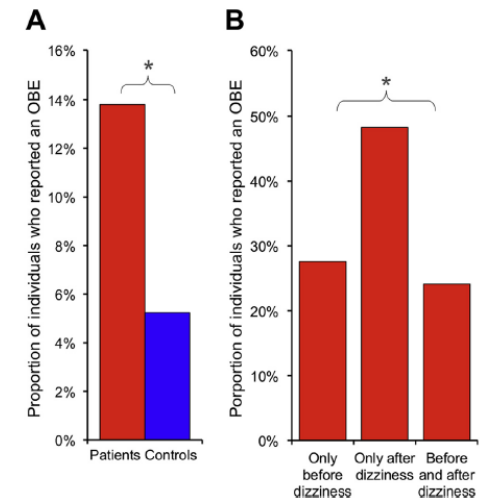 A
Proportion of individuals who reported an OBE
16%
14%
12%
10%
8%
6%
4%
2%
0%
*
Patients Controls
B
Porportion of individuals who reported an OBE
60%
50%
40%
30%
20%
10%
0%
*
Only
before
dizziness
Only after
dizziness
Before
and after
dizziness